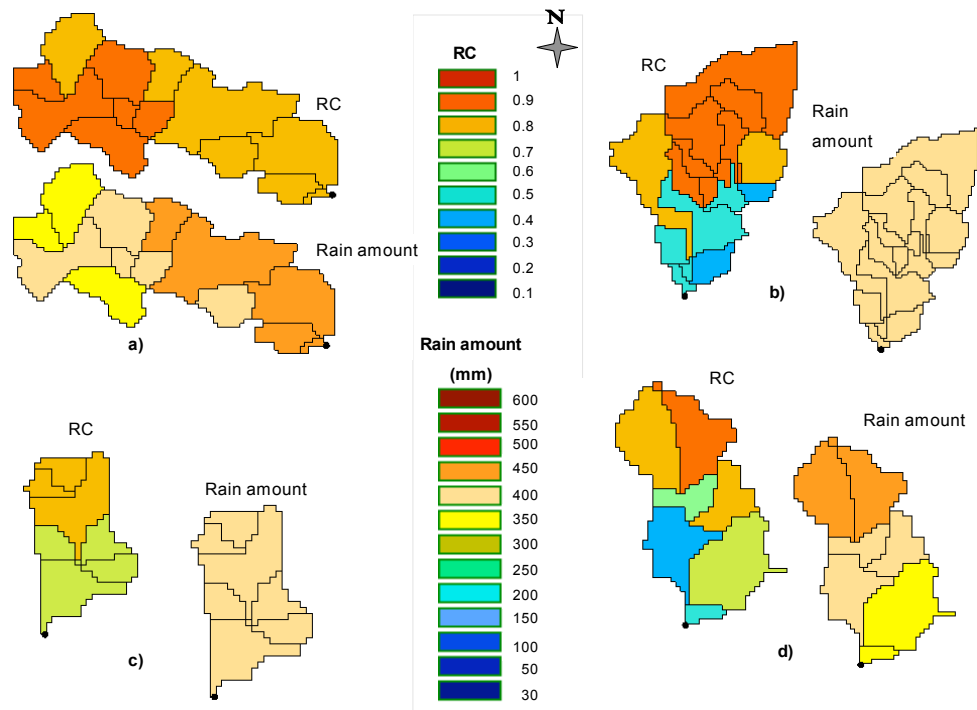 N
RC
1
0.9
0.8
0.7
0.6
0.5
0.4
0.3
0.2
0.1
RC
Rain amount
a)
RC
Rain
amount
b)
Rain amount
(mm)
600
550
500
450
400
350
300
250
200
150
100
50
30
RC
Rain amount
c)
RC
Rain amount
d)